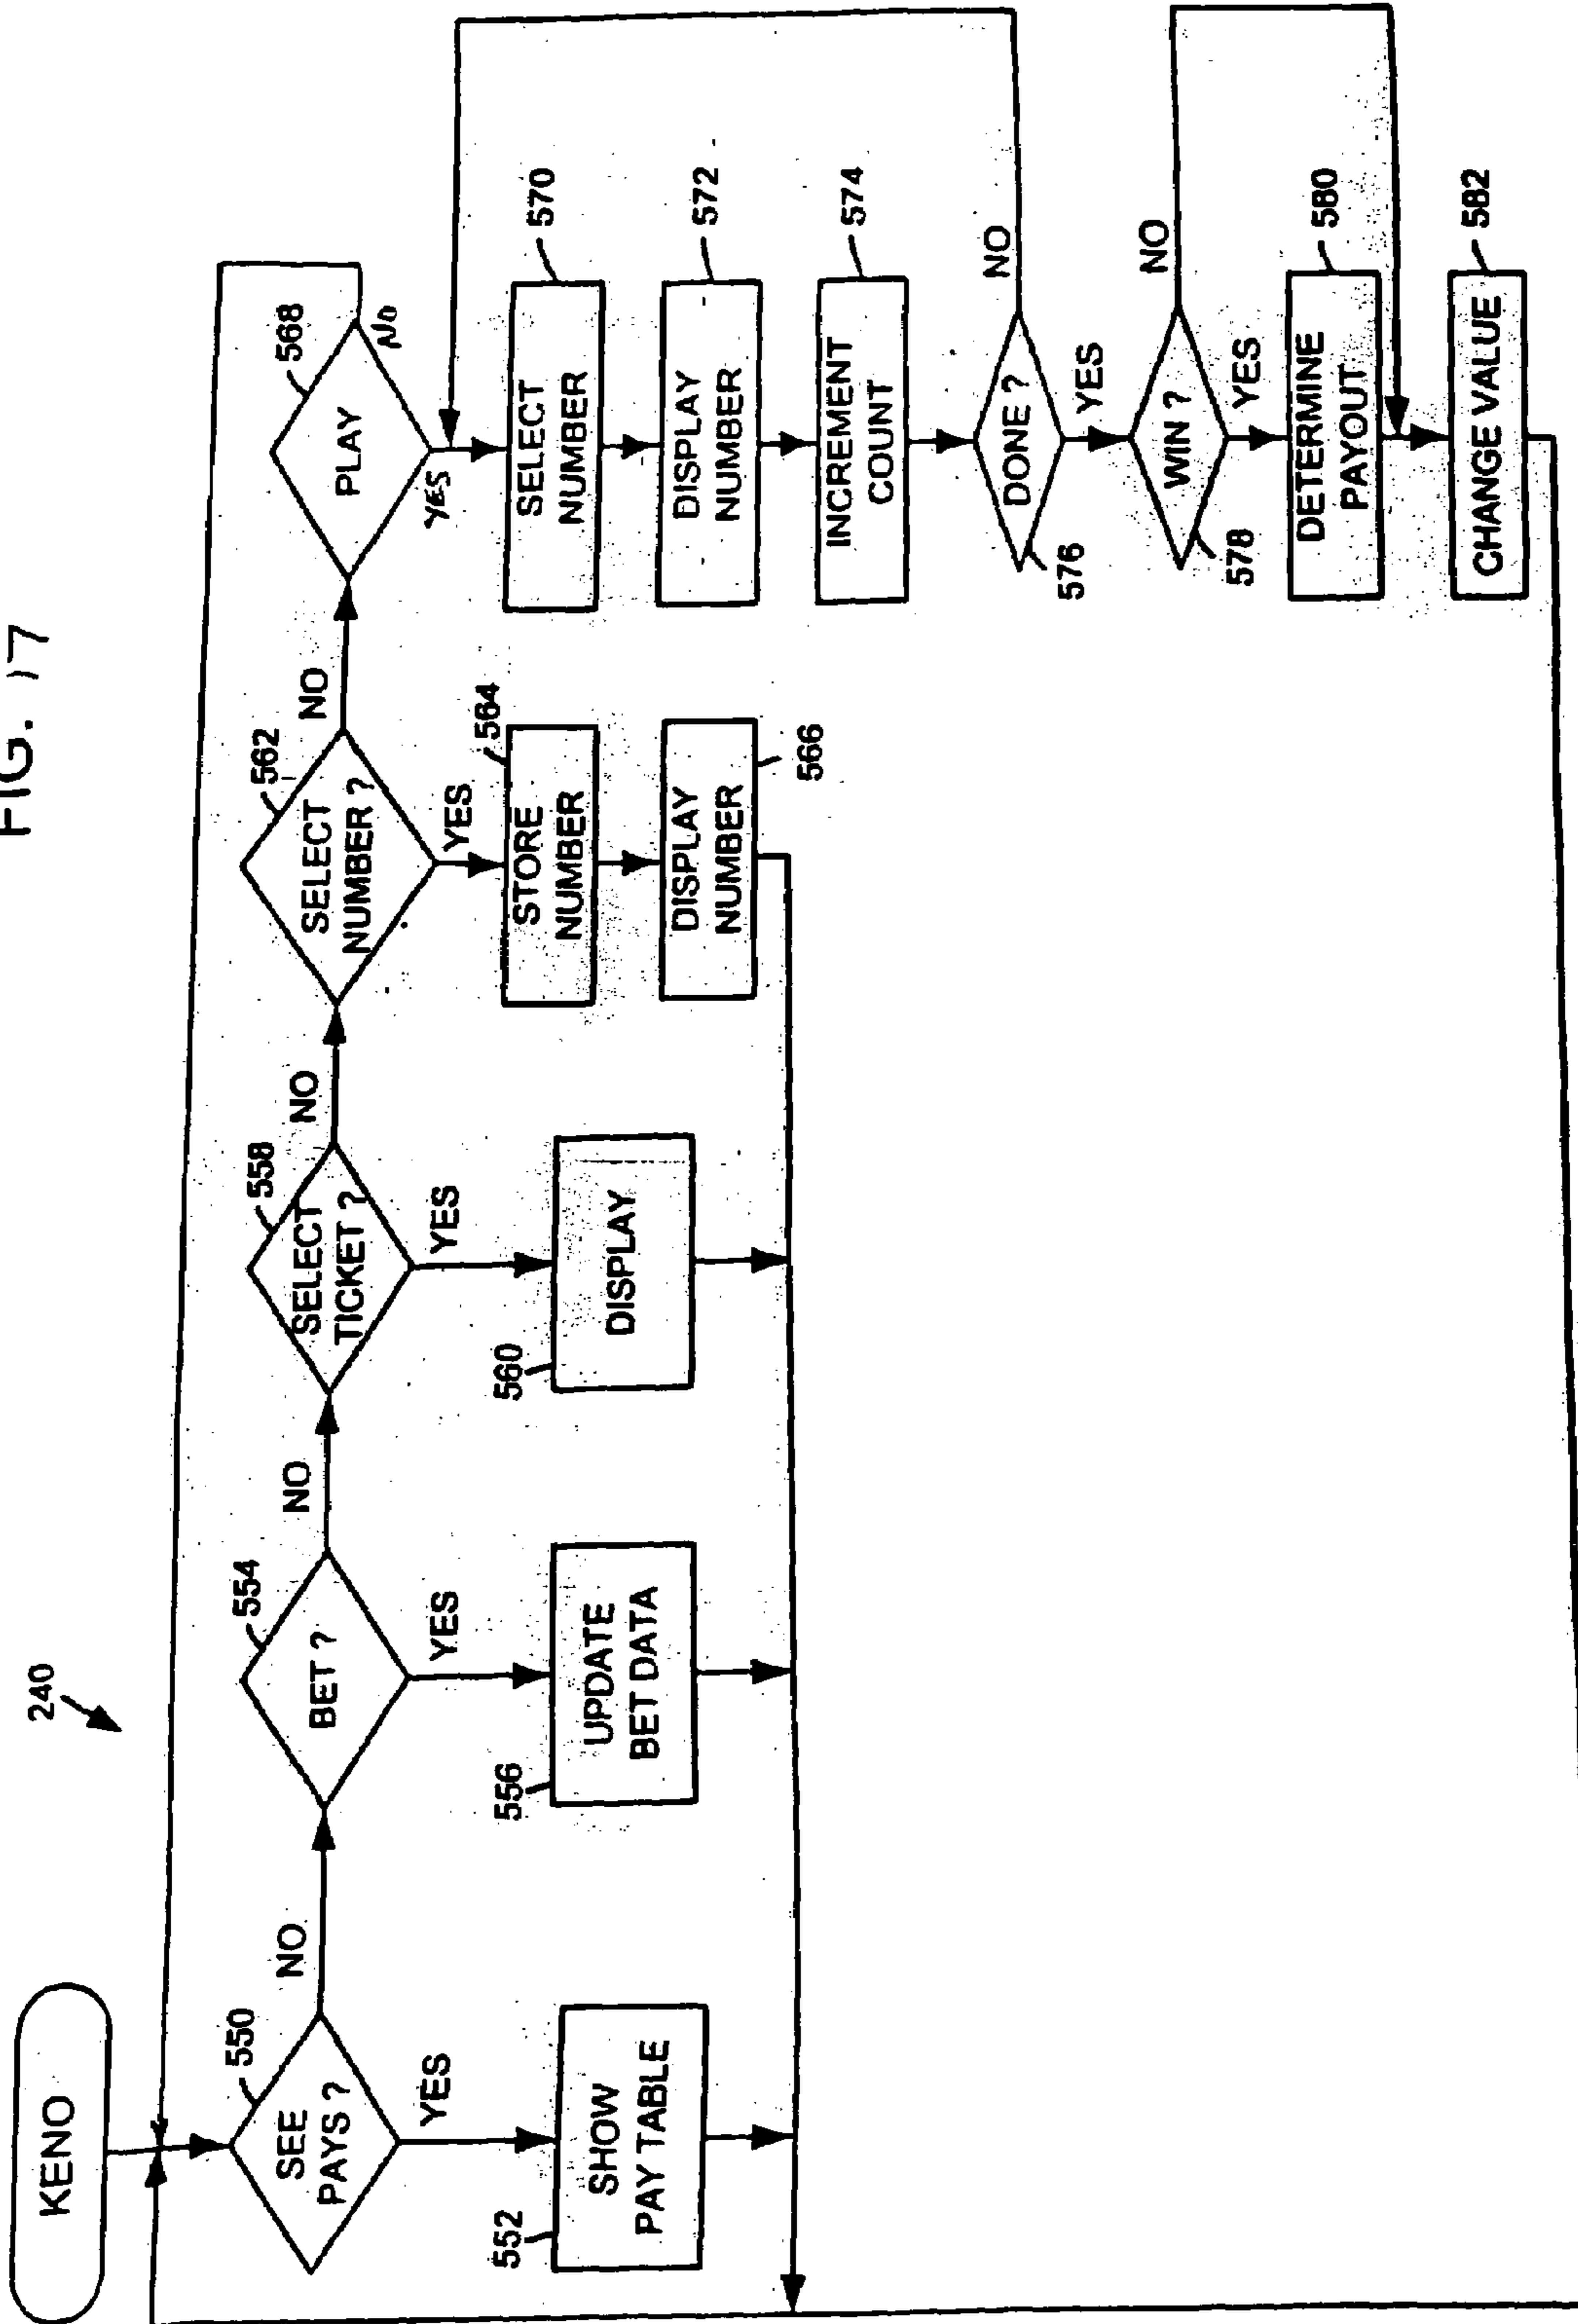 FIG. 17
240
KENO
550
SEE
PAYS ?
NO
YES
552
SHOW
PAY TABLE
554
BET ?
NO
YES
556
UPDATE
BET DATA
558
SELECT
TICKET ?
NO
YES
560
DISPLAY
562
SELECT
NUMBER ?
NO
YES
564
STORE
NUMBER
566
DISPLAY
NUMBER
568
PLAY
NO
YES
570
SELECT
NUMBER
572
DISPLAY
NUMBER
574
INCREMENT
COUNT
576
DONE ?
NO
YES
578
WIN ?
NO
YES
580
DETERMINE
PAYOUT
582
CHANGE VALUE